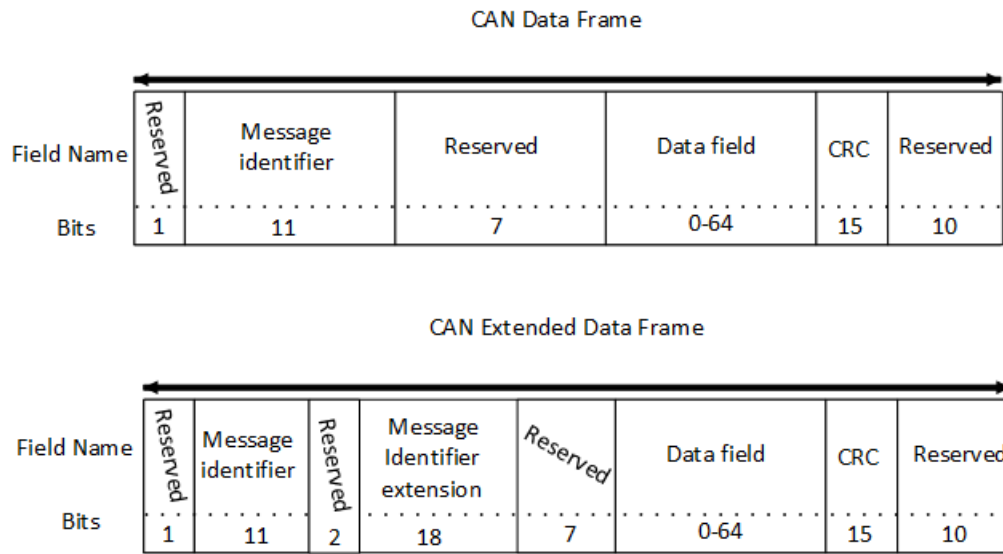 CAN Data Frame
Field Name Reserved Message identifier Reserved Data field CRC Reserved
Bits 1 11 7 0-64 15 10
CAN Extended Data Frame
Field Name Reserved Message identifier Reserved Message Identifier extension Reserved Data field CRC Reserved
Bits 1 11 2 18 7 0-64 15 10